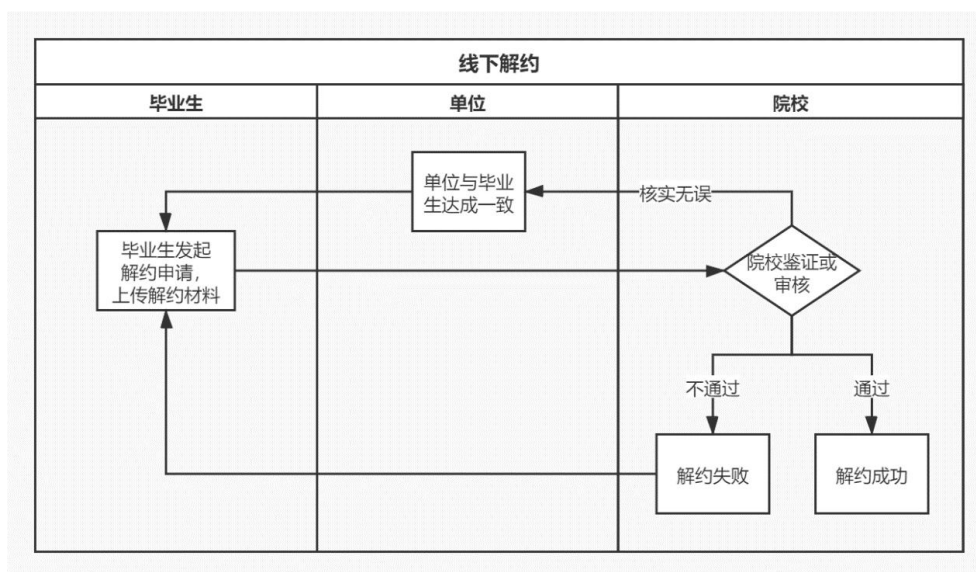 线下解约
毕业生
单位
院校
单位与毕业
生达成一致
核实无误
毕业生发起
解约申请，
上传解约材料
院校鉴证或
审核
不通过
通过
解约失败
解约成功